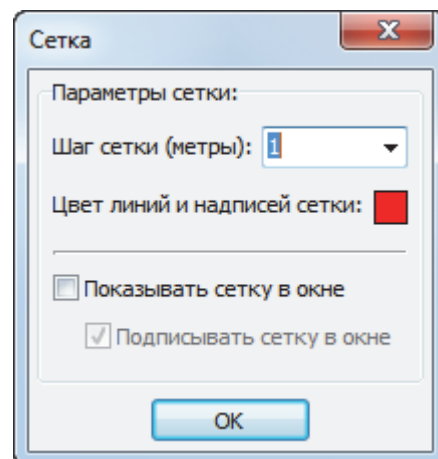 Сетка
Параметры сетки:
Шаг сетки (метры): 1
Цвет линий и надписей сетки:
Показывать сетку в окне
Подписывать сетку в окне
OK